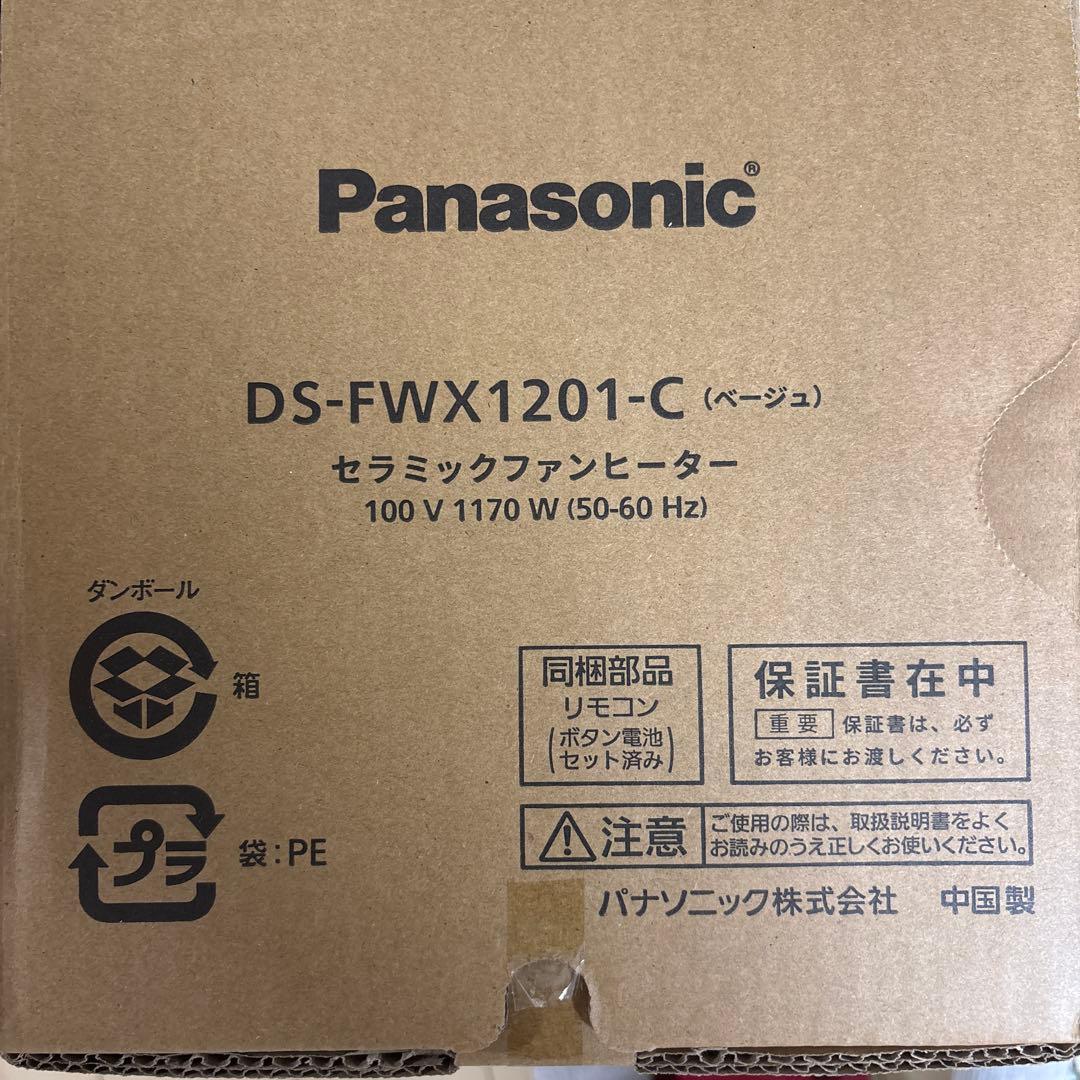 Panasonic®
DS-FWX1201-C (ベージュ)
セラミックファンヒーター
100 V 1170 W (50-60 Hz)
ダンボール
箱
プラ
袋:PE
同梱部品
リモコン
(ボタン電池
セット済み)
保証書在中
重要 保証書は、必ず
お客様にお渡しください。
注意
ご使用の際は、取扱説明書をよく
お読みのうえ正しくお使いください。
パナソニック株式会社 中国製